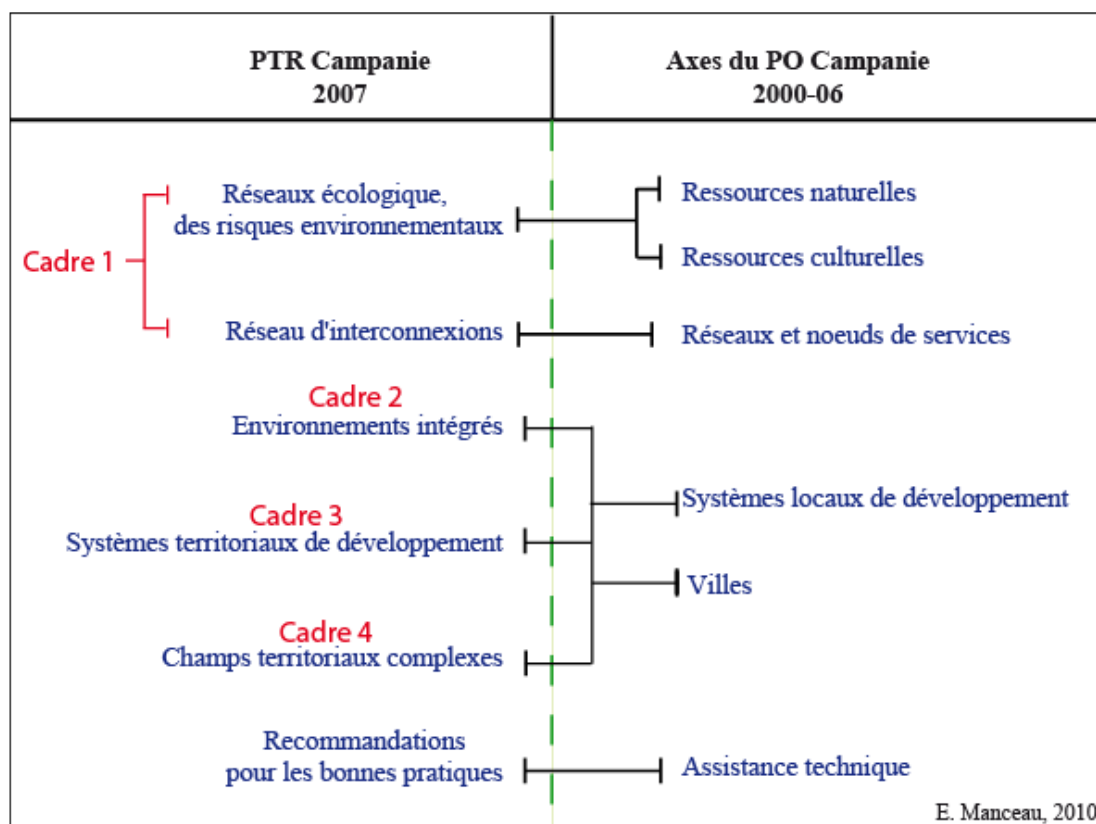 PTR Campanie
2007
Axes du PO Campanie
2000-06
Cadre 1
Réseaux écologique,
des risques environnementaux
Ressources naturelles
Ressources culturelles
Réseau d'interconnexions
Réseaux et noeuds de services
Cadre 2
Environnements intégrés
Cadre 3
Systèmes territoriaux de développement
Cadre 4
Champs territoriaux complexes
Systèmes locaux de développement
Villes
Recommandations
pour les bonnes pratiques
Assistance technique
E. Manceau, 2010